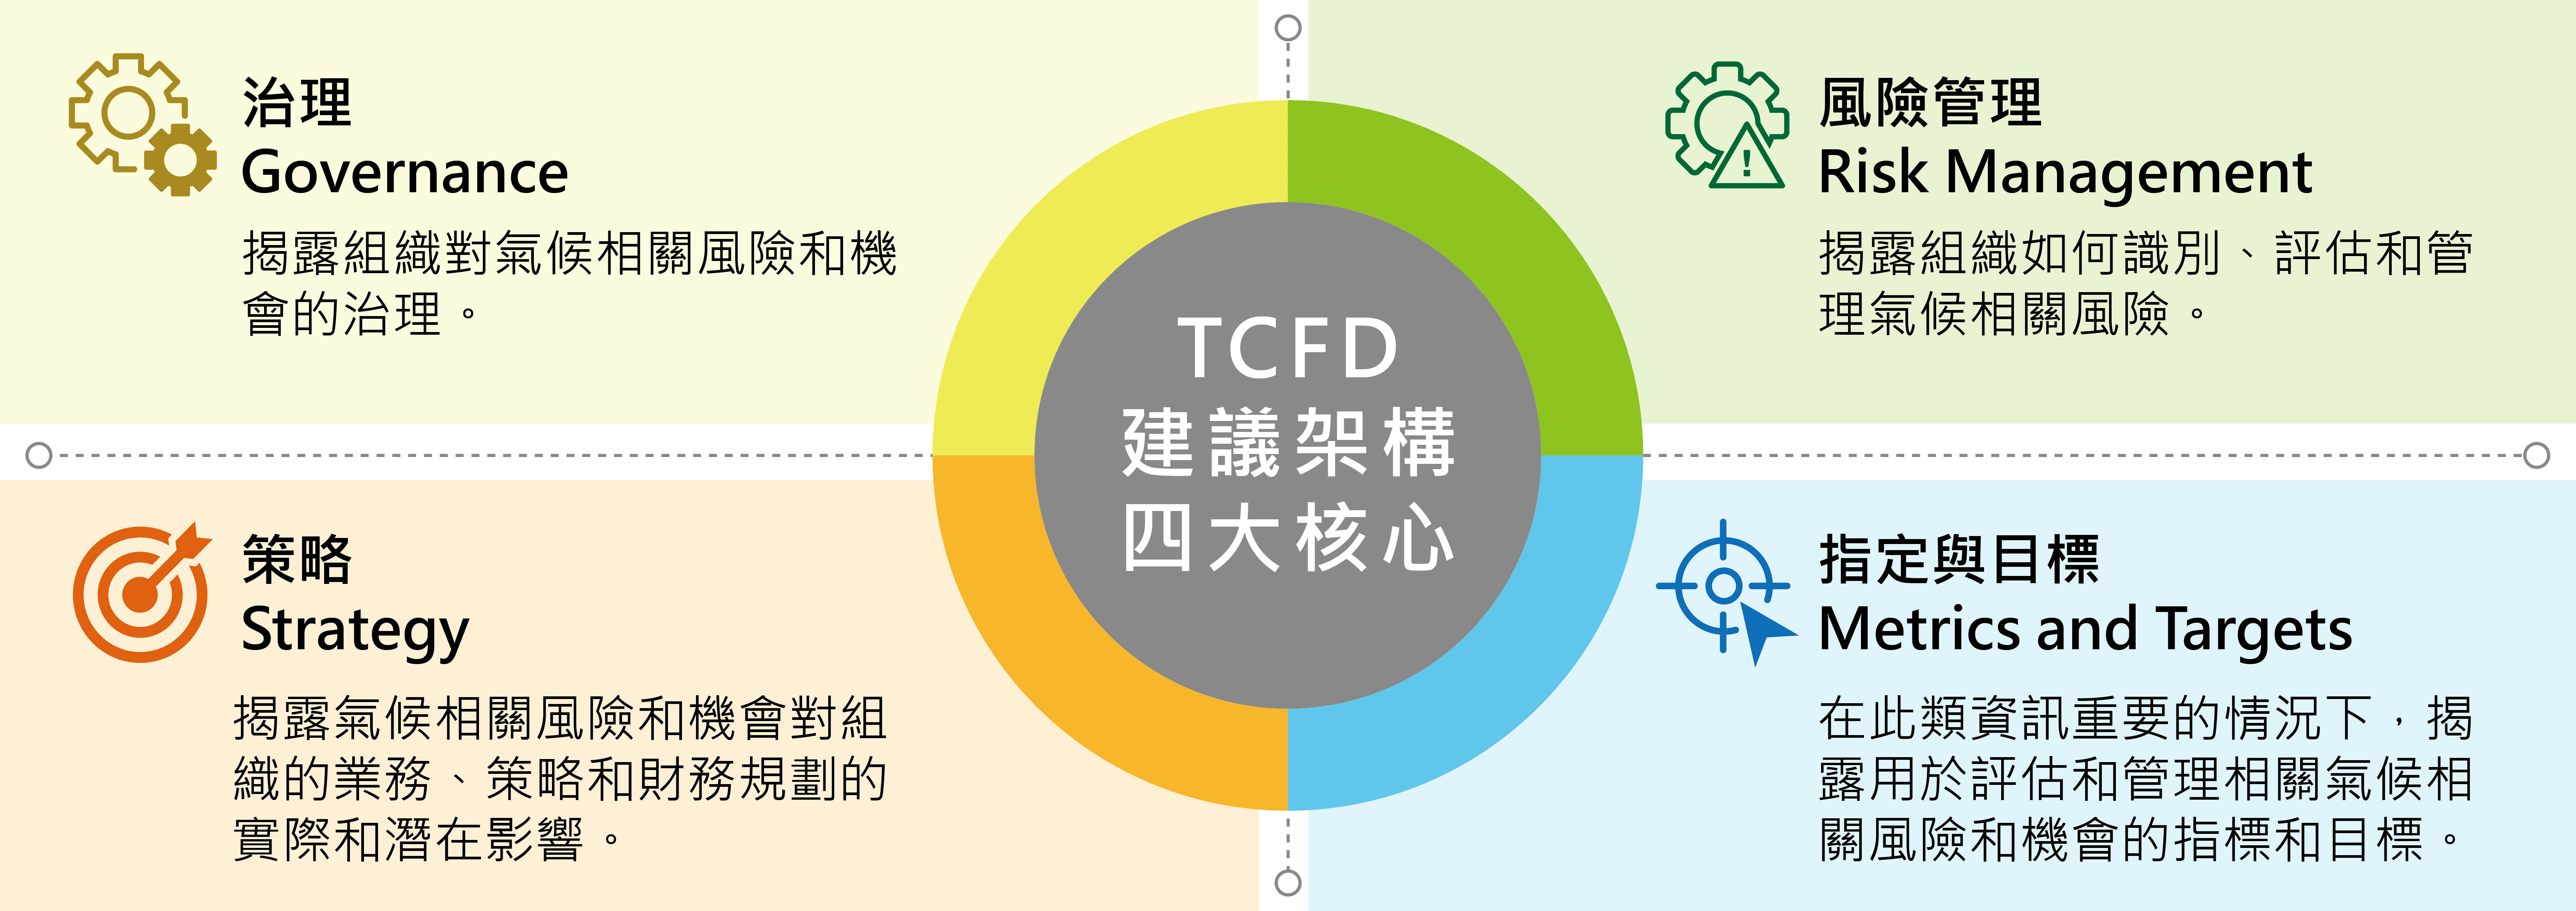 治理
Governance
揭露組織對氣候相關風險和機
會的治理。
風險管理
Risk Management
揭露組織如何識別、評估和管
理氣候相關風險。
TCFD
建議架構
四大核心
策略
Strategy
揭露氣候相關風險和機會對組
織的業務、策略和財務規劃的
實際和潛在影響。
指定與目標
Metrics and Targets
在此類資訊重要的情況下，揭
露用於評估和管理相關氣候相
關風險和機會的指標和目標。